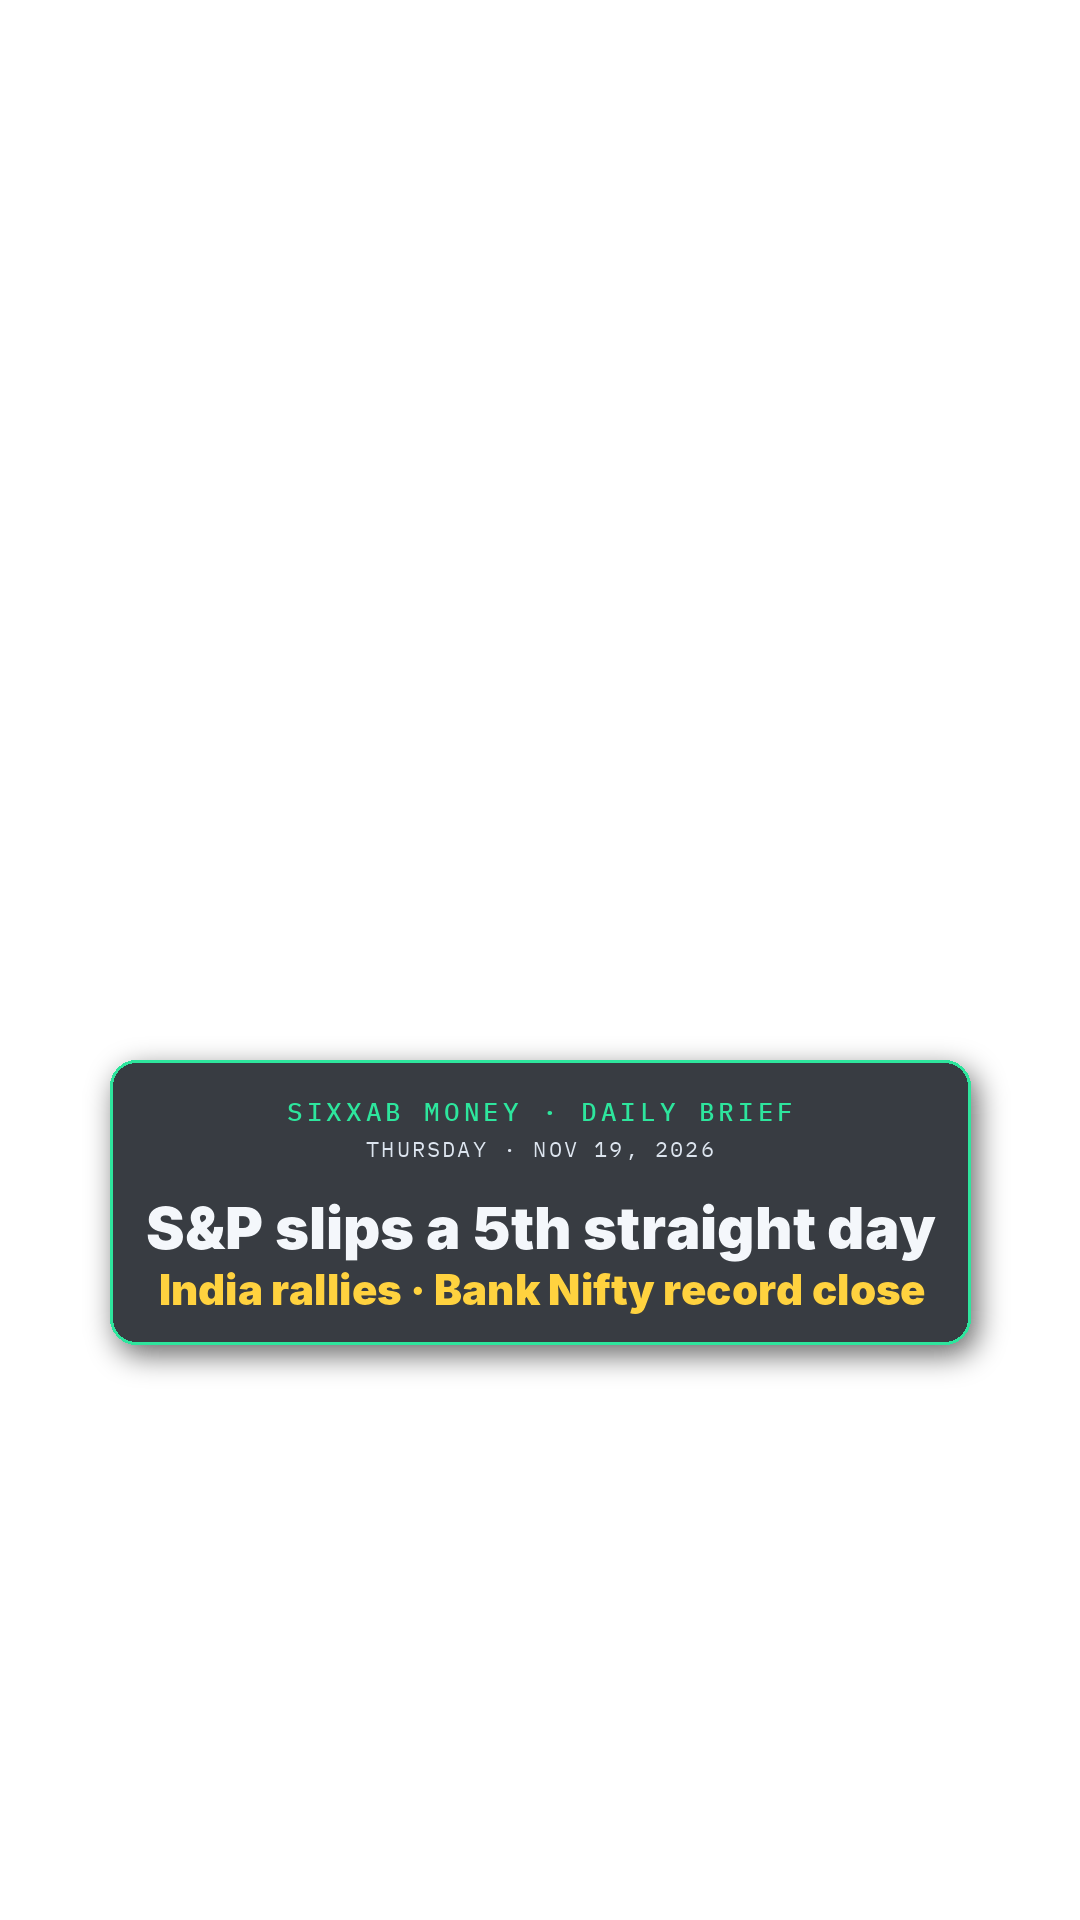 SIXXAB MONEY · DAILY BRIEF
THURSDAY · NOV 19, 2026
S&P slips a 5th straight day
India rallies · Bank Nifty record close